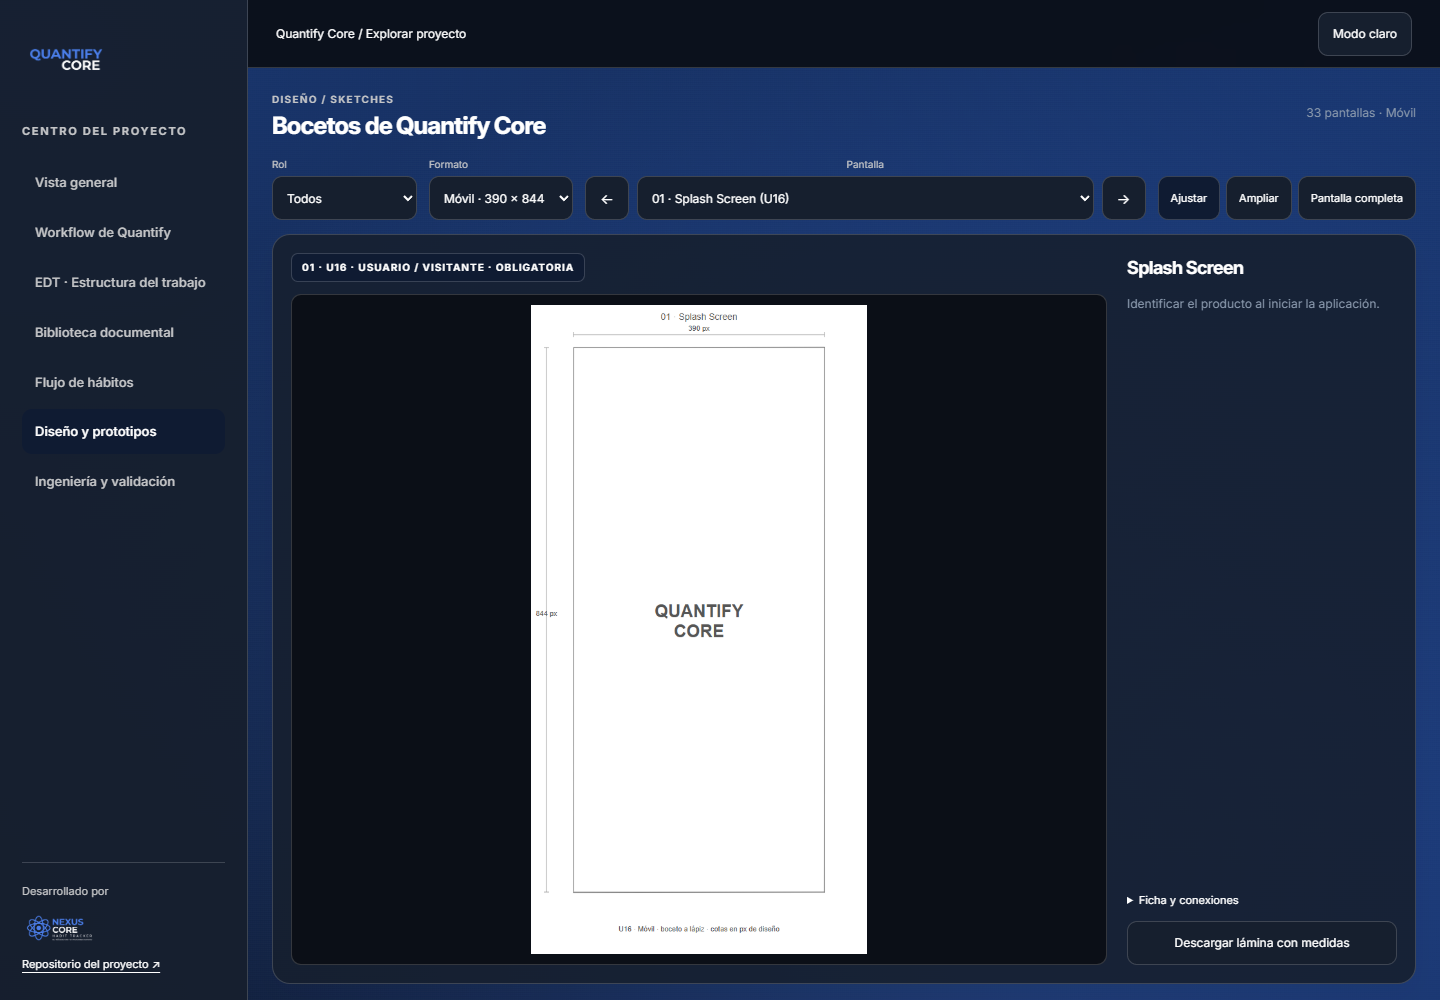 QUANTIFY
CORE
CENTRO DEL PROYECTO
Vista general
Workflow de Quantify
EDT · Estructura del trabajo
Biblioteca documental
Flujo de hábitos
Diseño y prototipos
Ingeniería y validación
Desarrollado por
NEXUS
CORE
HABIT TRACKER
Repositorio del proyecto ↗
Quantify Core / Explorar proyecto
Modo claro
DISEÑO / SKETCHES
Bocetos de Quantify Core
33 pantallas · Móvil
Rol
Formato
Pantalla
Todos
Móvil · 390 × 844
←
01 · Splash Screen (U16)
→
Ajustar
Ampliar
Pantalla completa
01 · U16 · USUARIO / VISITANTE · OBLIGATORIA
01 · Splash Screen
390 px
844 px
QUANTIFY
CORE
U16 · Móvil · boceto a lápiz · cotas en px de diseño
Splash Screen
Identificar el producto al iniciar la aplicación.
Ficha y conexiones
Descargar lámina con medidas